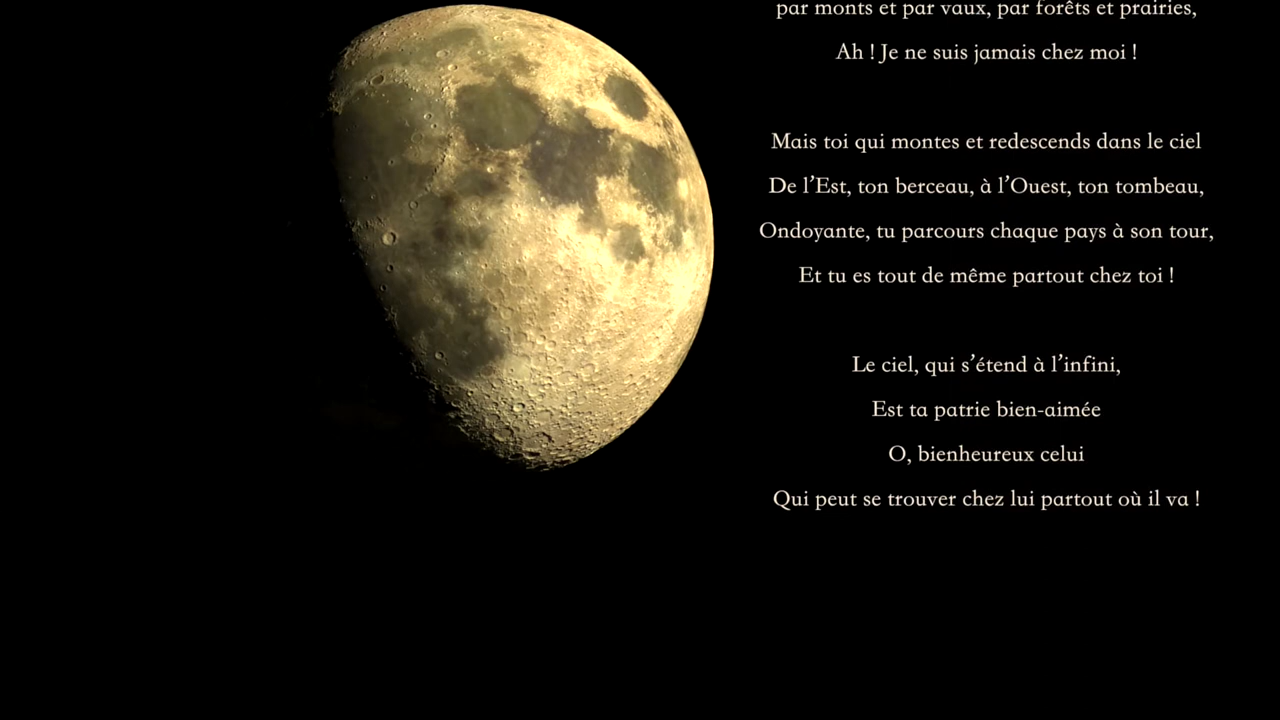 par monts et par vaux, par forêts et prairies,
Ah ! Je ne suis jamais chez moi !
Mais toi qui montes et redescends dans le ciel
De l’Est, ton berceau, à l’Ouest, ton tombeau,
Ondoyante, tu parcours chaque pays à son tour,
Et tu es tout de même partout chez toi !
Le ciel, qui s’étend à l’infini,
Est ta patrie bien-aimée
O, bienheureux celui
Qui peut se trouver chez lui partout où il va !